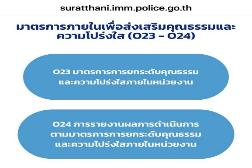 suratthani.imm.police.go.th
มาตรการภายในเพื่อส่งเสริมคุณธรรมและ
ความโปร่งใส (O23 - O24)
O23 มาตรการการยกระดับคุณธรรม
และความโปร่งใสภายในหน่วยงาน
O24 การรายงานผลการดำเนินการ
ตามมาตรการการยกระดับคุณธรรม
และความโปร่งใสภายในหน่วยงาน